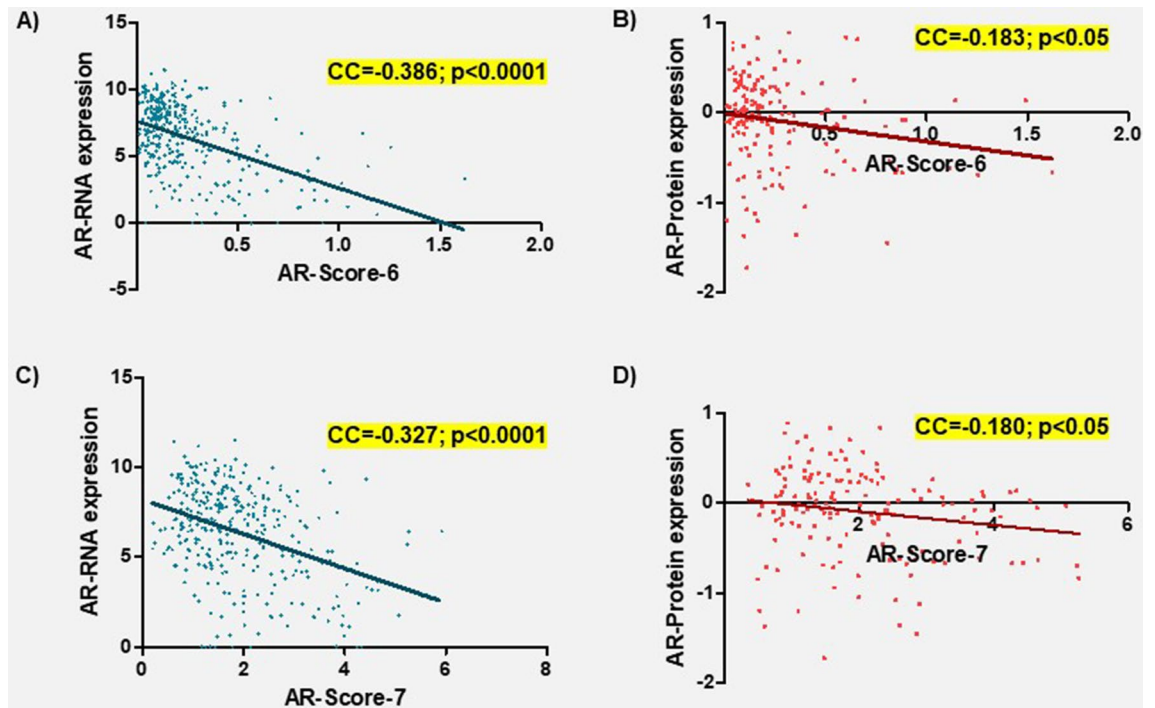 A)
15
10
5
0
-5
AR-RNA expression
CC=-0.386; p<0.0001
0.5
1.0
1.5
2.0
AR-Score-6
B)
1
0
-1
-2
AR-Protein expression
CC=-0.183; p<0.05
0.5
1.0
1.5
2.0
AR-Score-6
C)
15
10
5
0
AR-RNA expression
CC=-0.327; p<0.0001
0
2
4
6
8
AR-Score-7
D)
1
0
-1
-2
AR-Protein expression
CC=-0.180; p<0.05
2
4
6
AR-Score-7